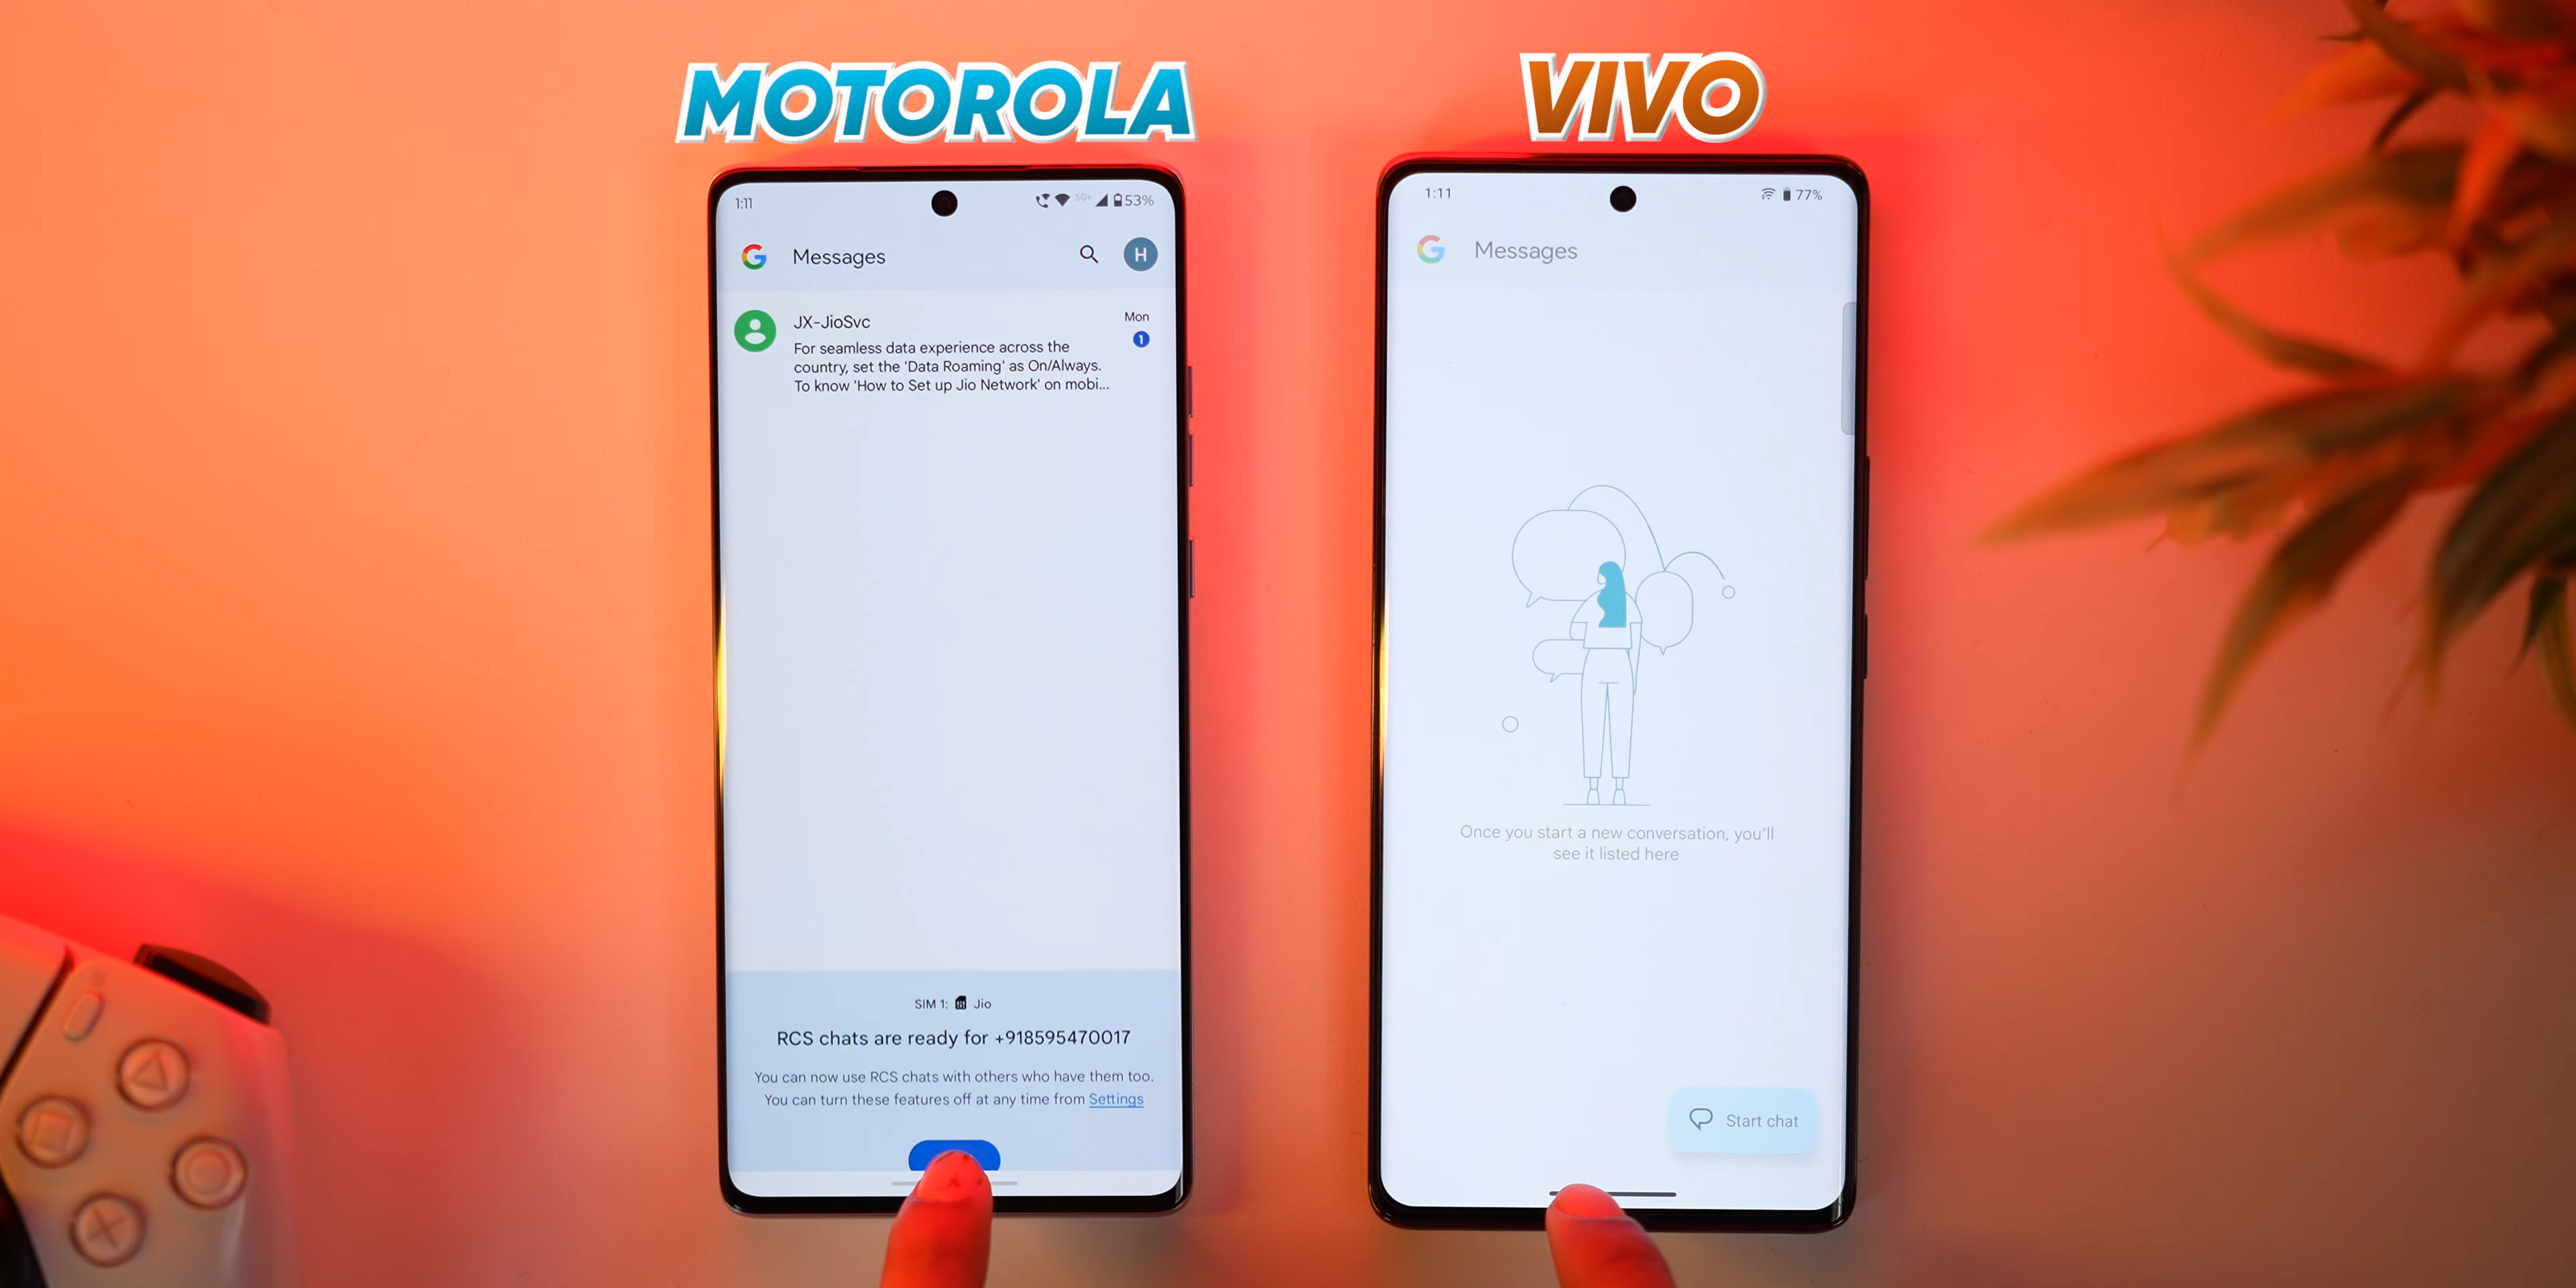 MOTOROLA
VIVO
1:11
5G+
53%
G
Messages
H
JX-JioSvc
Mon
For seamless data experience across the
1
country, set the 'Data Roaming' as On/Always.
To know 'How to Set up Jio Network' on mobi...
SIM 1: Jio
RCS chats are ready for +918595470017
You can now use RCS chats with others who have them too.
You can turn these features off at any time from Settings
1:11
77%
G
Messages
Once you start a new conversation, you'll
see it listed here
Start chat